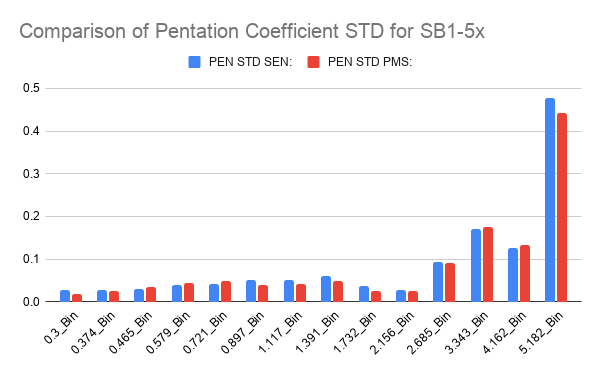 Comparison of Pentation Coefficient STD for SB1-5x
PEN STD SEN: PEN STD PMS:
0.5
0.4
0.3
0.2
0.1
0.0
0.3_Bin
0.374_Bin
0.465_Bin
0.579_Bin
0.721_Bin
0.897_Bin
1.117_Bin
1.391_Bin
1.732_Bin
2.156_Bin
2.685_Bin
3.343_Bin
4.162_Bin
5.182_Bin